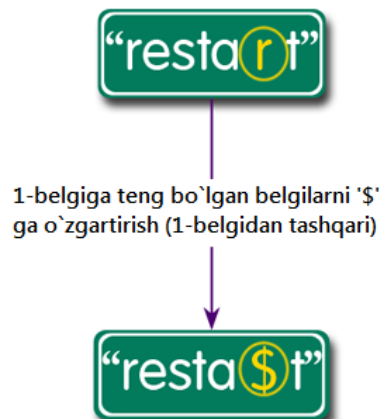 “restart”
1-belgiga teng bo`lgan belgilarni '$'
ga o`zgartirish (1-belgidan tashqari)
“resta$t”